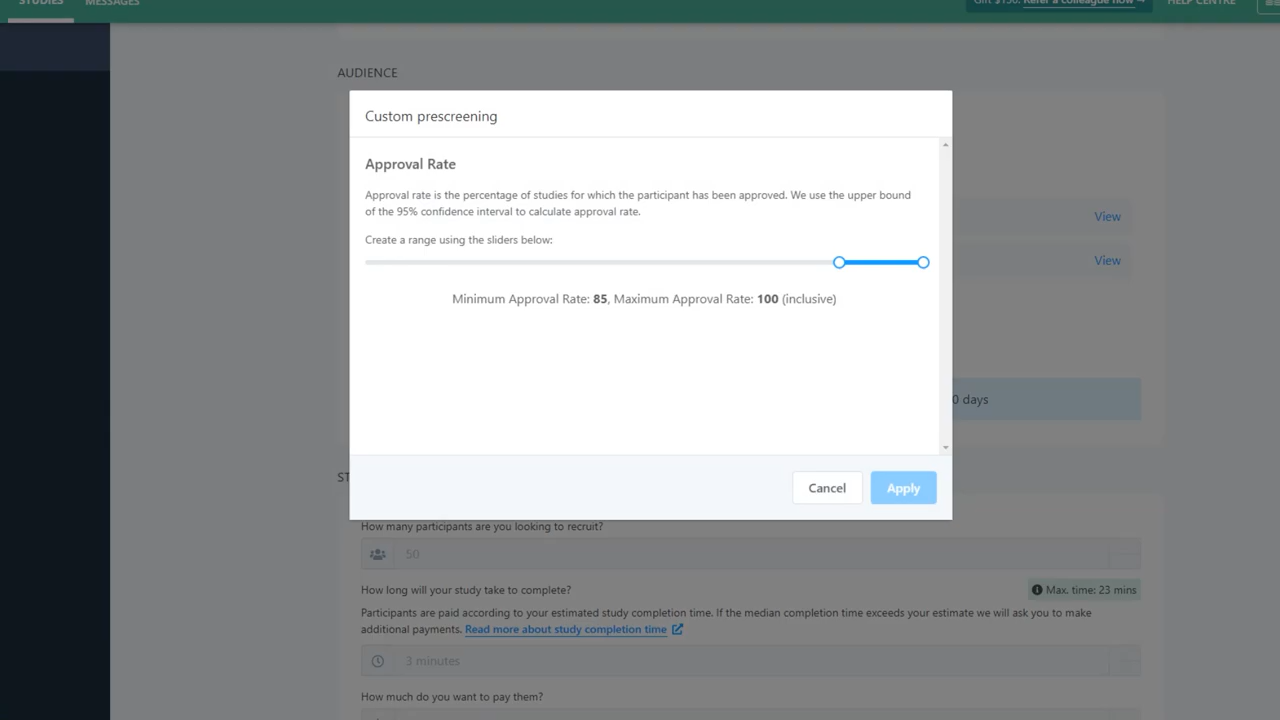 STUDIES
MESSAGES
Gift $150. Refer a colleague now →
HELP CENTRE
AUDIENCE
Custom prescreening
Approval Rate
Approval rate is the percentage of studies for which the participant has been approved. We use the upper bound
of the 95% confidence interval to calculate approval rate.
View
Create a range using the sliders below:
View
Minimum Approval Rate: 85, Maximum Approval Rate: 100 (inclusive)
0 days
ST
Cancel
Apply
How many participants are you looking to recruit?
50
How long will your study take to complete?
Max. time: 23 mins
Participants are paid according to your estimated study completion time. If the median completion time exceeds your estimate we will ask you to make
additional payments. Read more about study completion time
3 minutes
How much do you want to pay them?